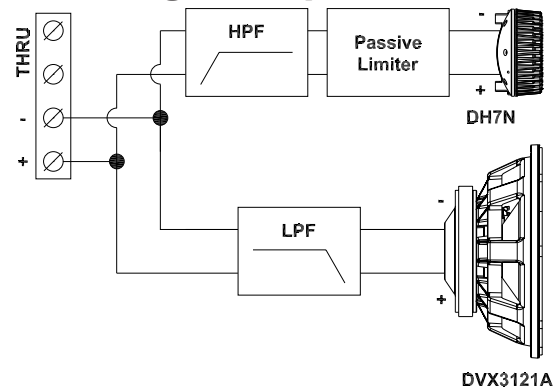 THRU
-
+
HPF
Passive
Limiter
-
+
DH7N
LPF
-
+
DVX3121A